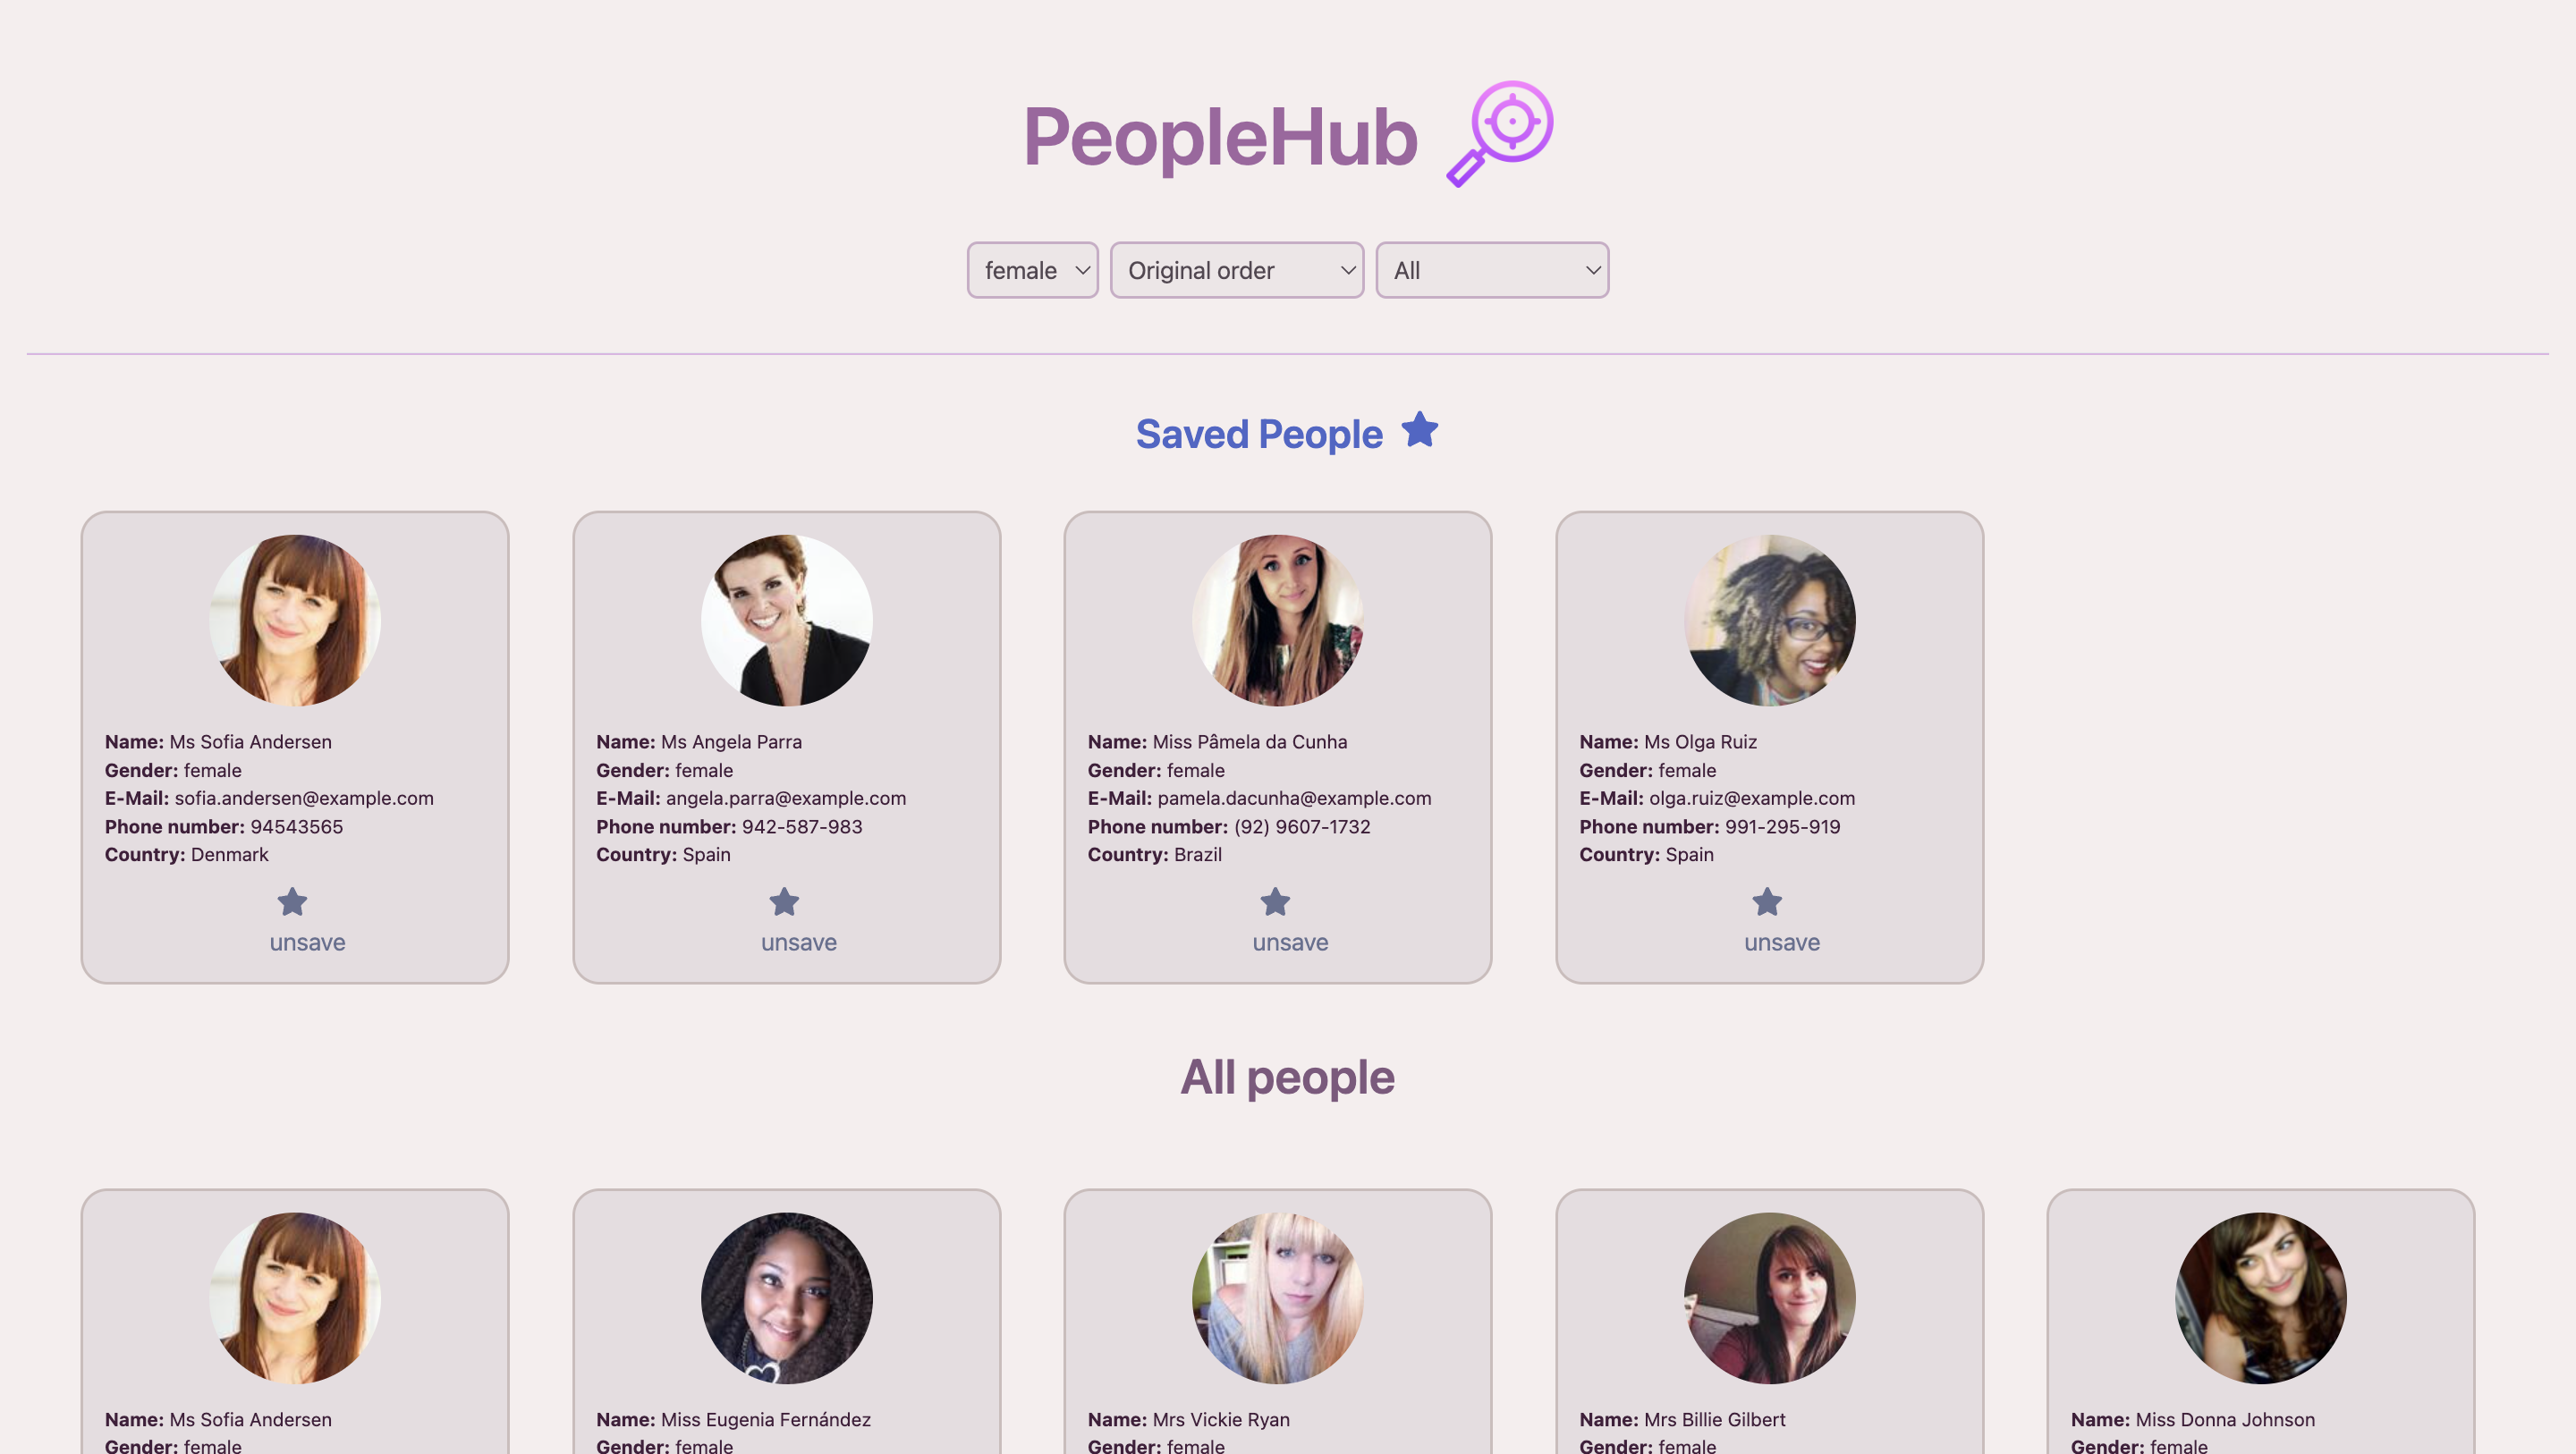 PeopleHub
female Original order All
Saved People
Name: Ms Sofia Andersen
Gender: female
E-Mail: sofia.andersen@example.com
Phone number: 94543565
Country: Denmark
unsave
Name: Ms Angela Parra
Gender: female
E-Mail: angela.parra@example.com
Phone number: 942-587-983
Country: Spain
unsave
Name: Miss Pâmela da Cunha
Gender: female
E-Mail: pamela.dacunha@example.com
Phone number: (92) 9607-1732
Country: Brazil
unsave
Name: Ms Olga Ruiz
Gender: female
E-Mail: olga.ruiz@example.com
Phone number: 991-295-919
Country: Spain
unsave
All people
Name: Ms Sofia Andersen
Gender: female
Name: Miss Eugenia Fernández
Gender: female
Name: Mrs Vickie Ryan
Gender: female
Name: Mrs Billie Gilbert
Gender: female
Name: Miss Donna Johnson
Gender: female